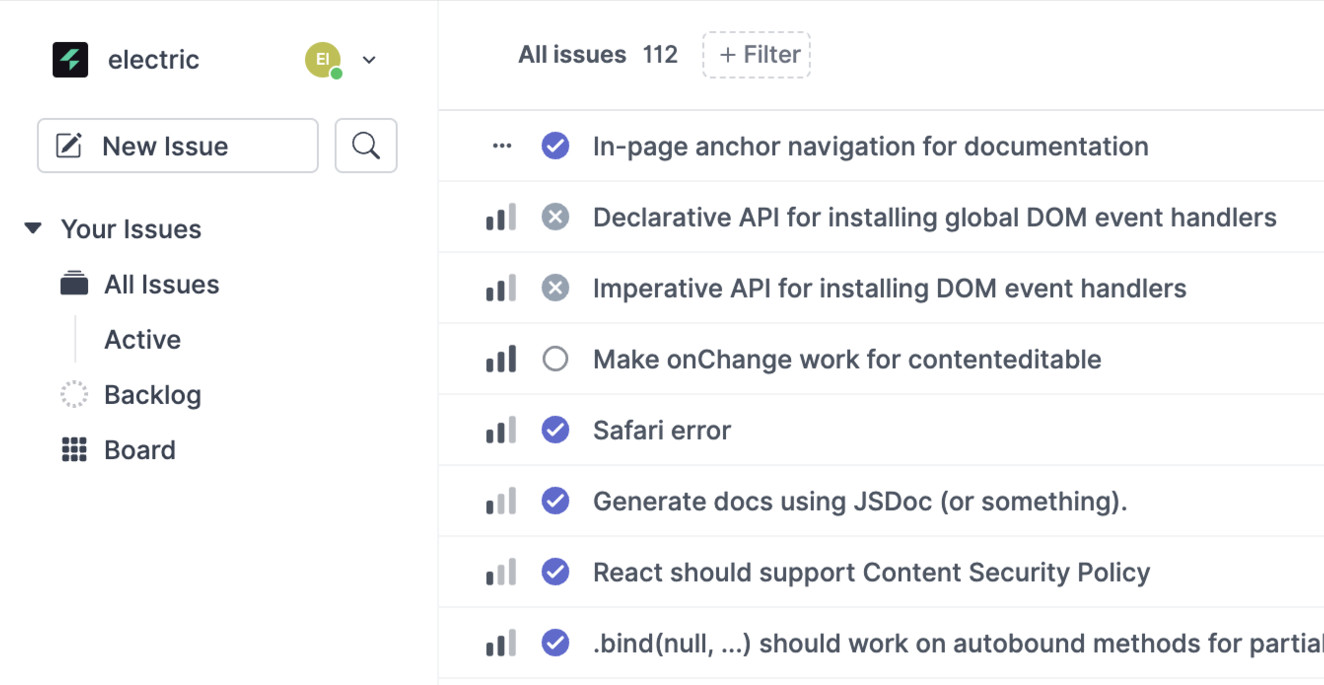 electric
EI
New Issue
Your Issues
All Issues
Active
Backlog
Board
All issues 112 + Filter
In-page anchor navigation for documentation
Declarative API for installing global DOM event handlers
Imperative API for installing DOM event handlers
Make onChange work for contenteditable
Safari error
Generate docs using JSDoc (or something).
React should support Content Security Policy
.bind(null, ...) should work on autobound methods for partial